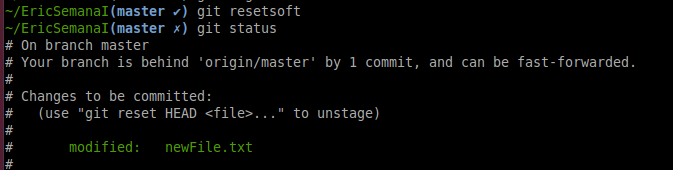 ~/EricSemanaI(master ✔) git resetsoft
~/EricSemanaI(master ✗) git status
# On branch master
# Your branch is behind 'origin/master' by 1 commit, and can be fast-forwarded.
#
# Changes to be committed:
#   (use "git reset HEAD <file>..." to unstage)
#
#       modified:   newFile.txt
#